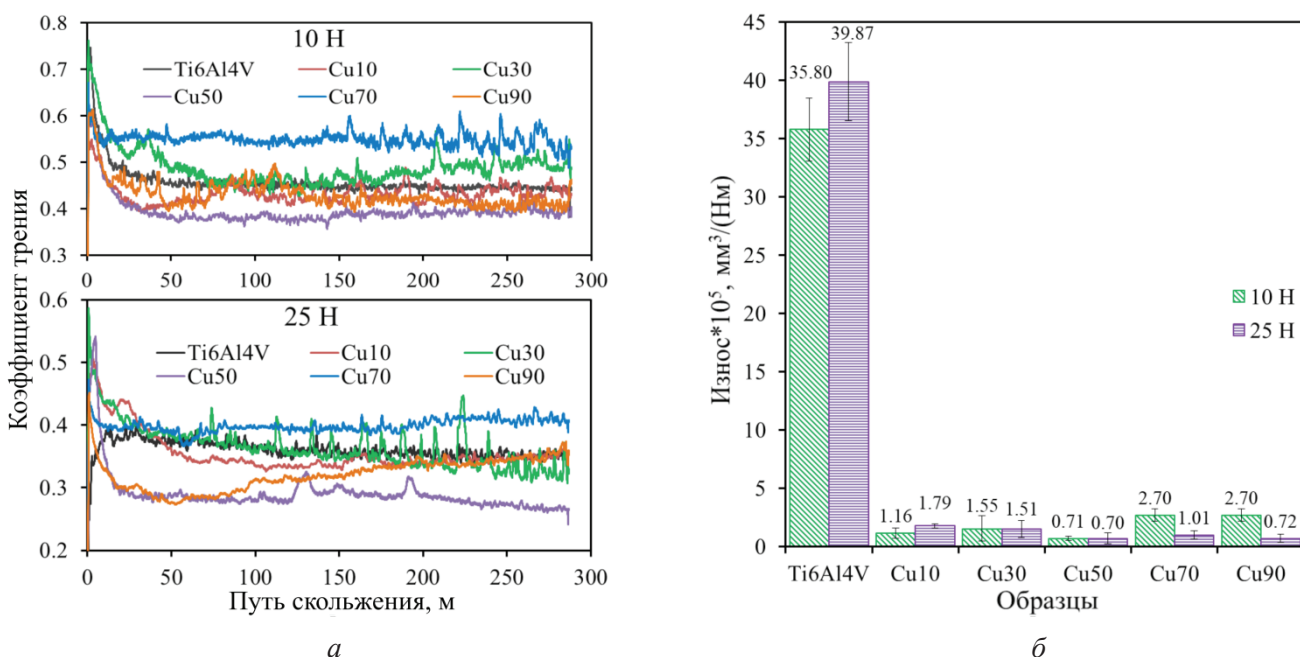 Коэффициент трения
0.8
0.7
0.6
0.5
0.4
0.3
10 Н
Ti6Al4V Cu10 Cu30
Cu50 Cu70 Cu90
0 50 100 150 200 250 300
0.6
0.5
0.4
0.3
0.2
25 Н
Ti6Al4V Cu10 Cu30
Cu50 Cu70 Cu90
0 50 100 150 200 250 300
Путь скольжения, м
а
Износ*10⁵, мм³/(Нм)
45
40
35
30
25
20
15
10
5
0
35.80 39.87
1.16 1.79 1.55 1.51 0.71 0.70 2.70 1.01 2.70 0.72
10 Н
25 Н
Ti6Al4V Cu10 Cu30 Cu50 Cu70 Cu90
Образцы
б